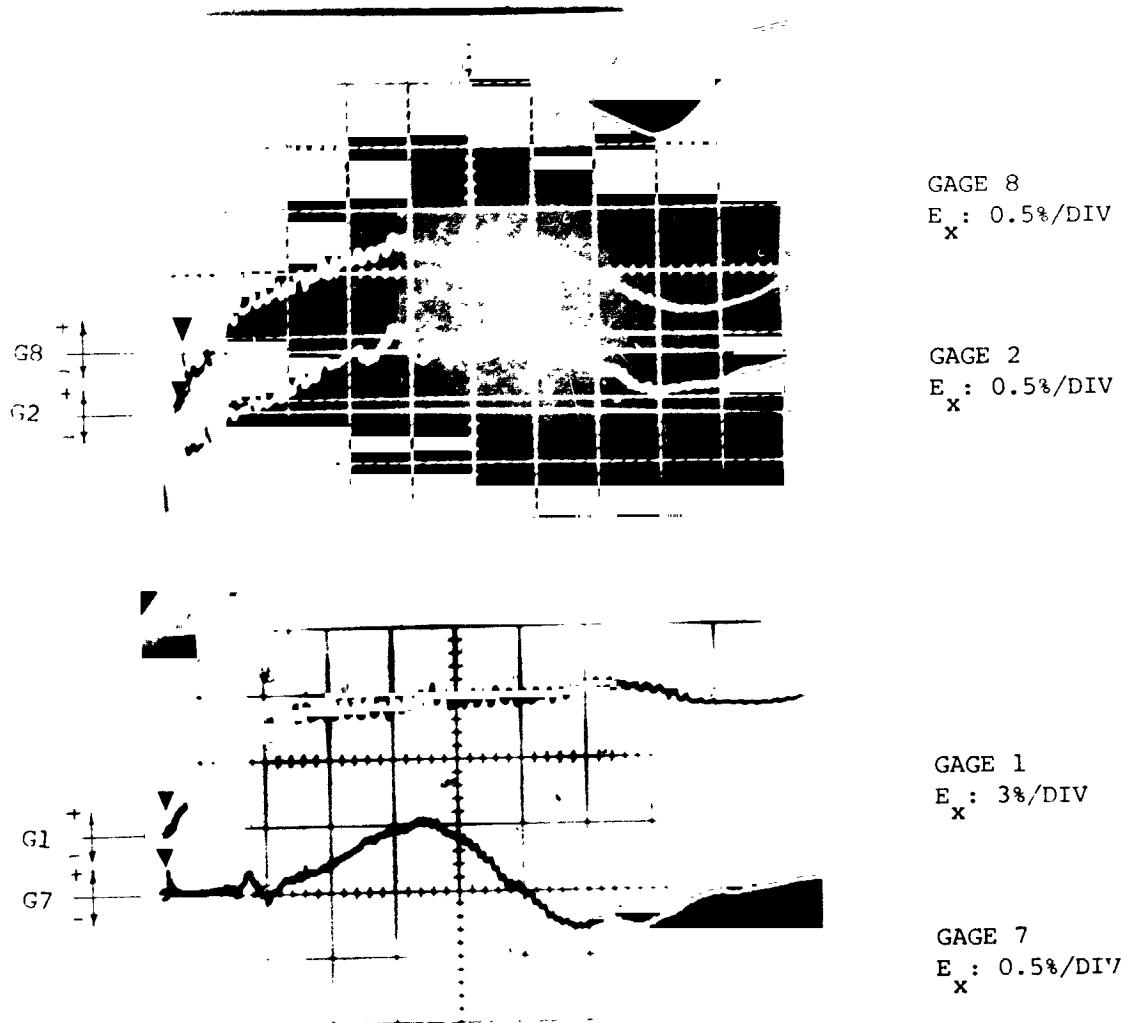 GAGE 8
E_x: 0.5%/DIV
+
G8
-
+
G2
-
GAGE 2
E_x: 0.5%/DIV
GAGE 1
E_x: 3%/DIV
+
G1
-
+
G7
-
GAGE 7
E_x: 0.5%/DIV